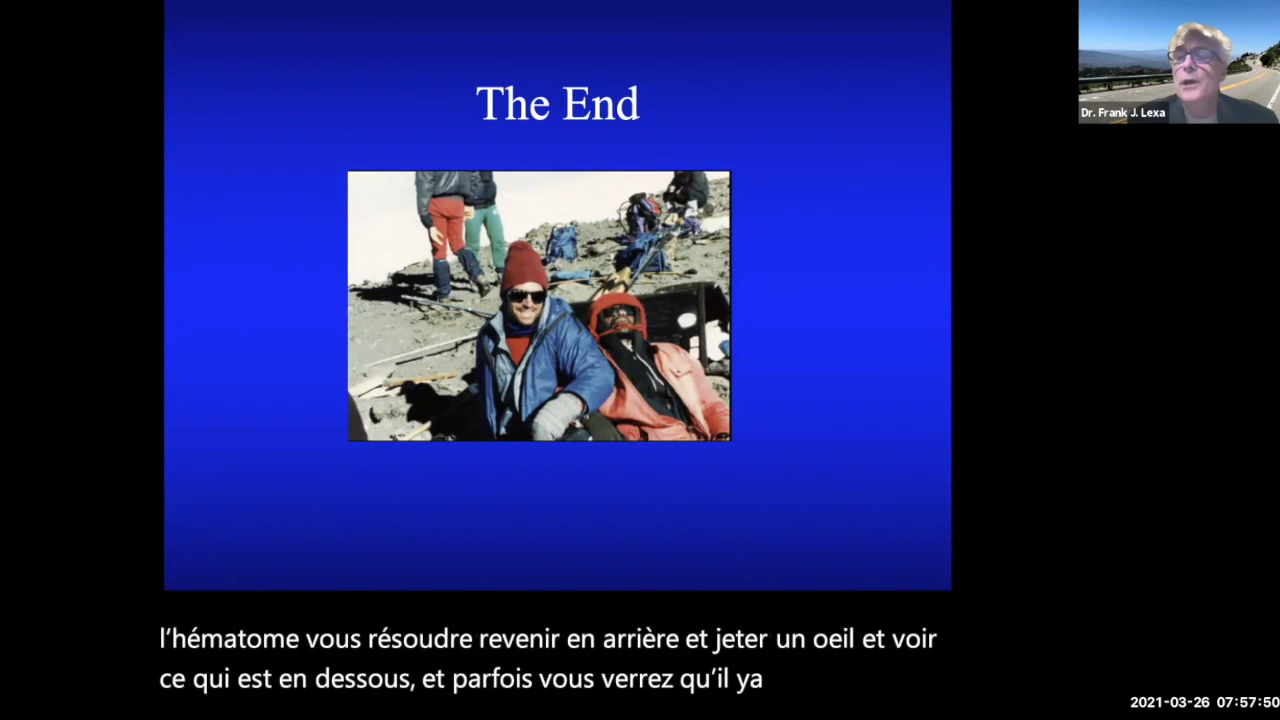 The End
Dr. Frank J. Lexa
l'hématome vous résoudre revenir en arrière et jeter un oeil et voir
ce qui est en dessous, et parfois vous verrez qu'il ya
2021-03-26 07:57:50